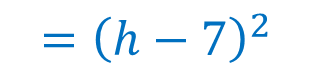 = (h − 7)²